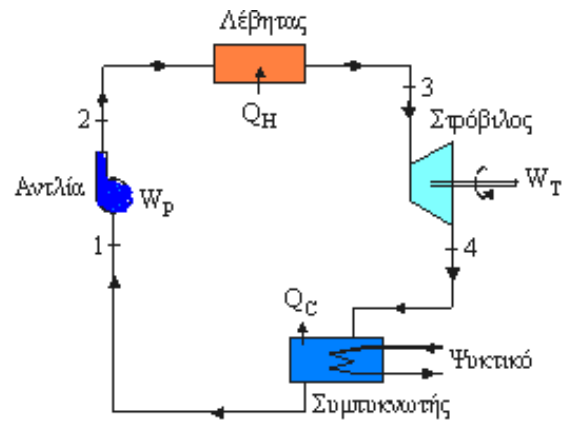 Λέβητας
Q_H
3
2
Στρόβιλος
Αντλία
W_P
W_T
1
4
Q_C
Ψυκτικό
Συμπυκνωτής